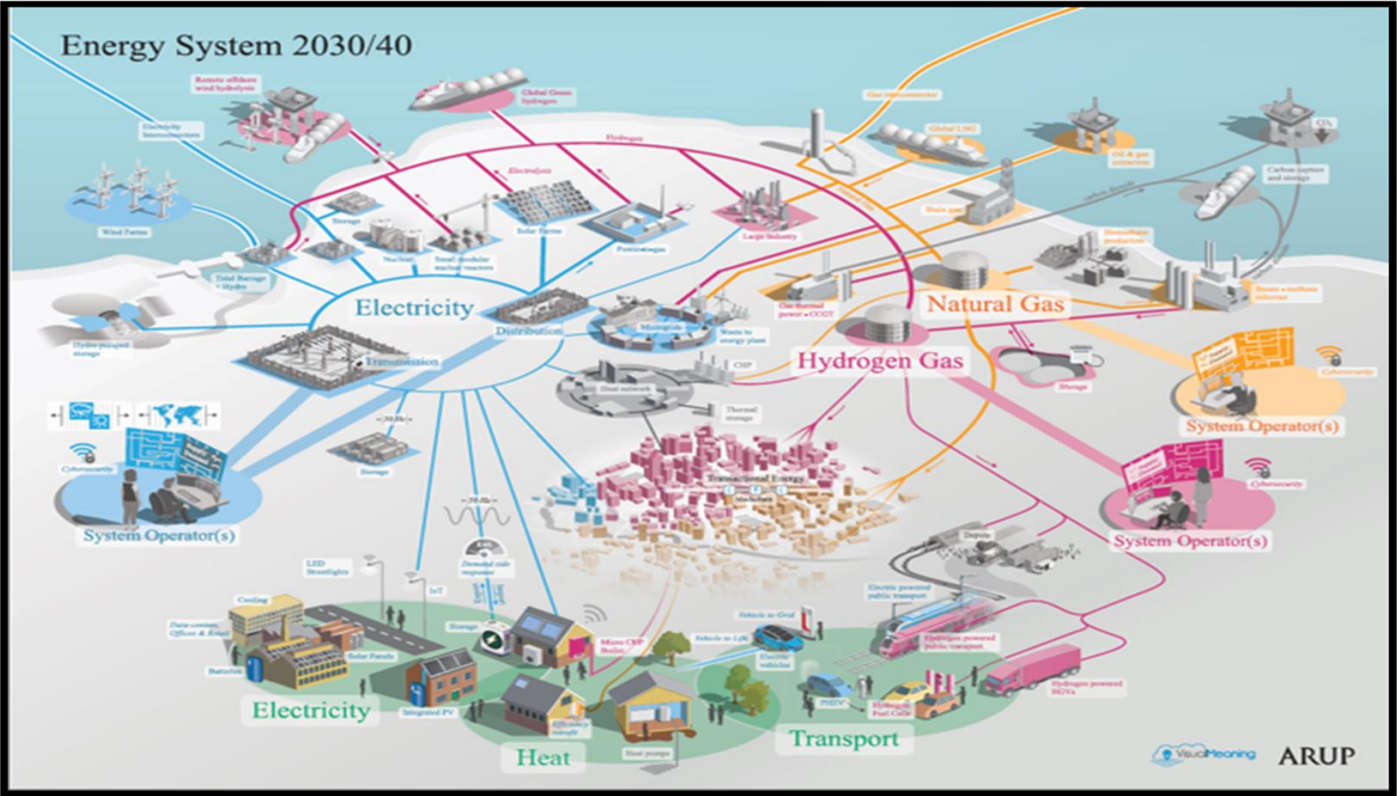 Energy System 2030/40
Remote offshore
wind hydrolysis
Global Green
hydrogen
Electricity
Interconnectors
Gas interconnector
Global LNG
Oil & gas
extraction
CO₂
Carbon capture
and storage
Hydrogen
Electrolysis
Wind Farms
Storage
Nuclear
Small modular
nuclear reactors
Solar Farms
Power-to-gas
Large Industry
Shale gas
Biomethane
production
Tidal Barrage
+ Hydro
Hydro pumped
storage
Electricity
Distribution
Transmission
Microgrids
Waste to
energy plant
Gas thermal
power + CCGT
Natural Gas
Steam + methane
reformer
Hydrogen Gas
CHP
Heat network
Thermal
storage
Storage
Cybersecurity
System Operator(s)
50 Hz
Storage
Cybersecurity
System Operator(s)
Transactional Energy
Cybersecurity
System Operator(s)
50 Hz
Demand side
response
LED
Streetlights
IoT
Depots
Electric powered
public transport
Hydrogen powered
public transport
Cooling
Data centres,
Offices & Retail
Batteries
Solar Panels
Integrated PV
Storage
Micro CHP
Boiler
Vehicle to Grid
Vehicle to Life
Electric
vehicles
PHEV
Hydrogen
Fuel Cells
Hydrogen powered
HGVs
Efficiency
retrofit
Heat pumps
Electricity
Heat
Transport
VisualMeaning
ARUP